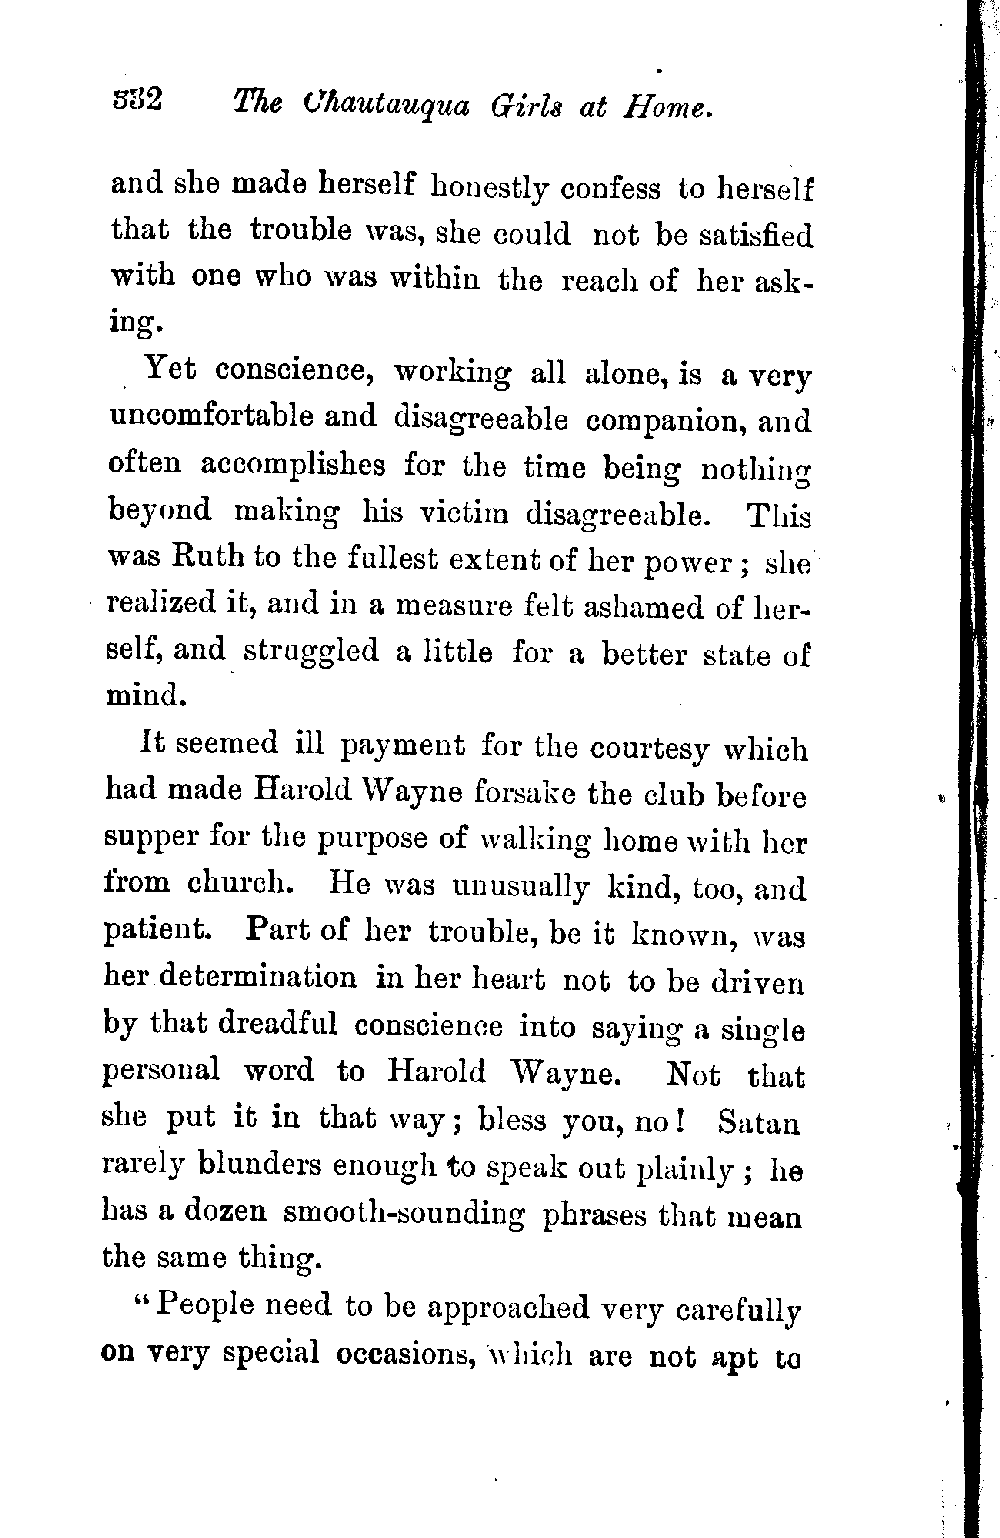 332 The Chautauqua Girls at Home.
and she made herself honestly confess to herself
that the trouble was, she could not be satisfied
with one who was within the reach of her ask-
ing.
Yet conscience, working all alone, is a very
uncomfortable and disagreeable companion, and
often accomplishes for the time being nothing
beyond making his victim disagreeable. This
was Ruth to the fullest extent of her power; she
realized it, and in a measure felt ashamed of her-
self, and struggled a little for a better state of
mind.
It seemed ill payment for the courtesy which
had made Harold Wayne forsake the club before
supper for the purpose of walking home with her
from church. He was unusually kind, too, and
patient. Part of her trouble, be it known, was
her determination in her heart not to be driven
by that dreadful conscience into saying a single
personal word to Harold Wayne. Not that
she put it in that way; bless you, no! Satan
rarely blunders enough to speak out plainly; he
has a dozen smooth-sounding phrases that mean
the same thing.
“People need to be approached very carefully
on very special occasions, which are not apt to